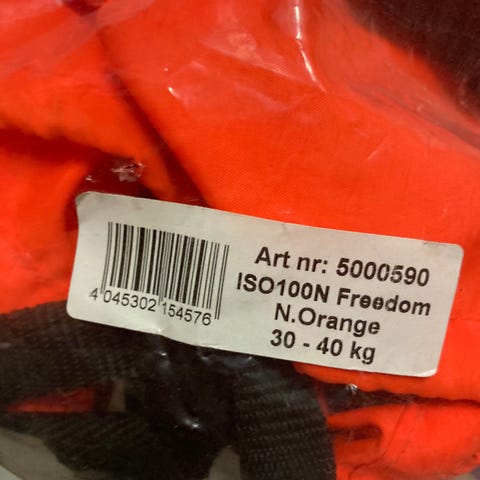 Art nr: 5000590
ISO100N Freedom
N.Orange
30 - 40 kg
4 045302 154576